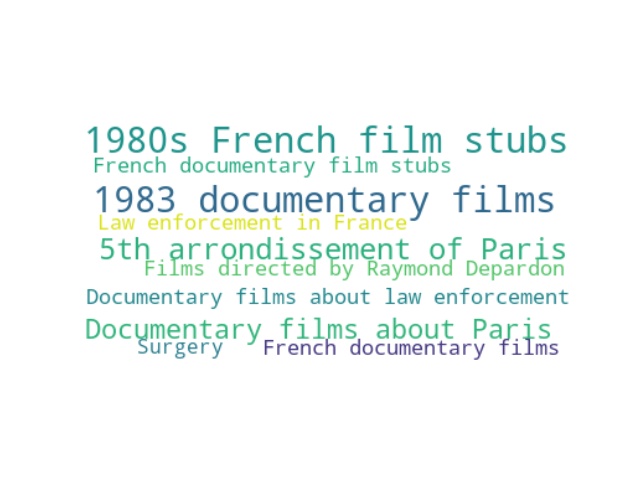 1980s French film stubs
French documentary film stubs
1983 documentary films
Law enforcement in France
5th arrondissement of Paris
Films directed by Raymond Depardon
Documentary films about law enforcement
Documentary films about Paris
Surgery
French documentary films